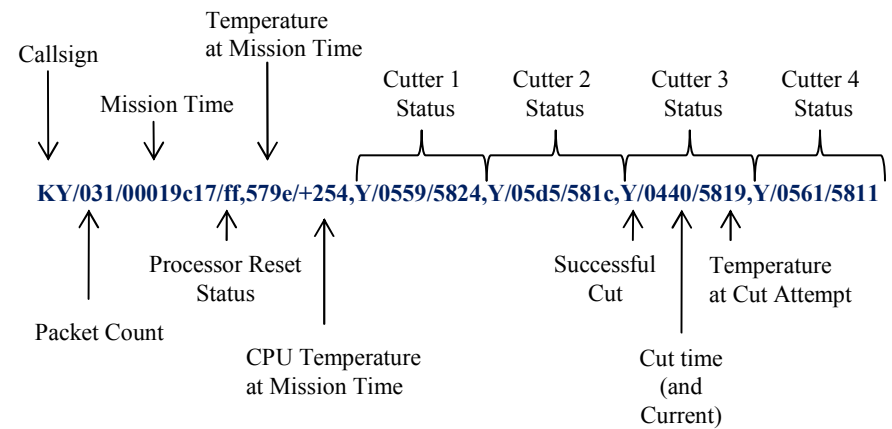 Temperature
at Mission Time
Callsign
Mission Time
Cutter 1
Status
Cutter 2
Status
Cutter 3
Status
Cutter 4
Status
KY/031/00019c17/ff,579e/+254,Y/0559/5824,Y/05d5/581c,Y/0440/5819,Y/0561/5811
Processor Reset
Status
Successful
Cut
Temperature
at Cut Attempt
Packet Count
CPU Temperature
at Mission Time
Cut time
(and
Current)